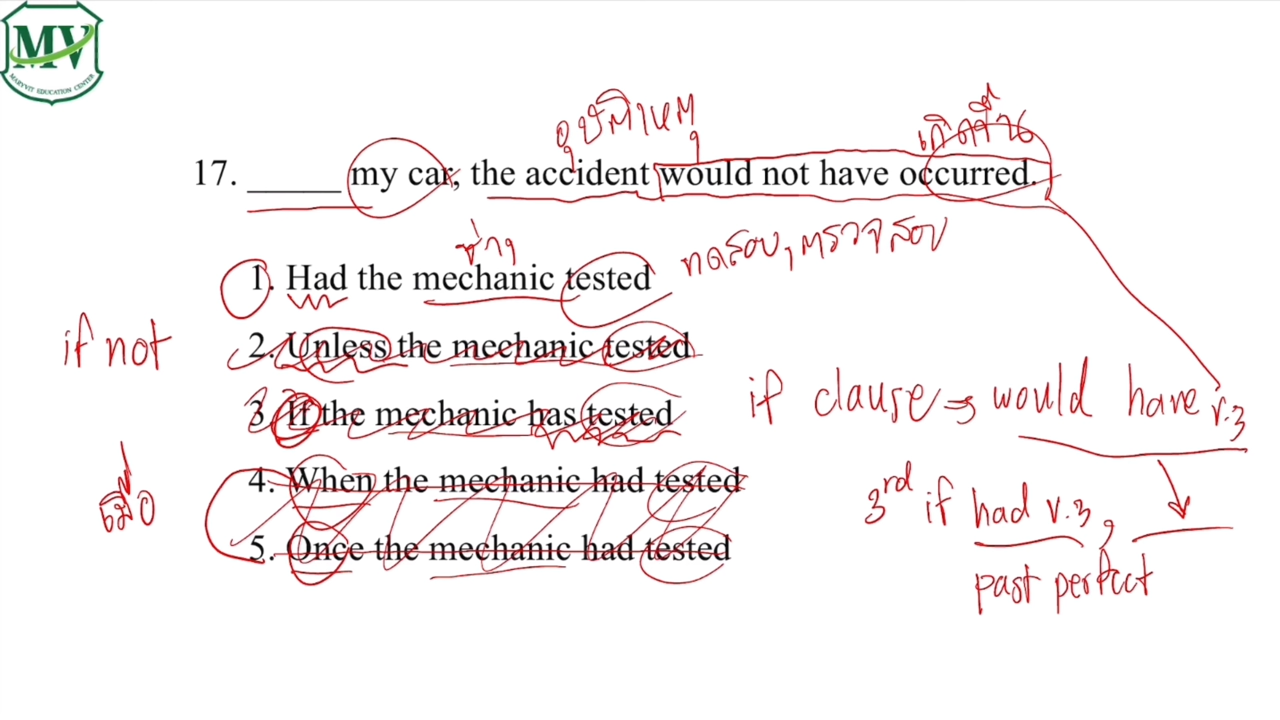 MV
MARYVIT EDUCATION CENTER
อุบัติเหตุ
เกิดขึ้น
17. ______ my car, the accident would not have occurred.
ช่าง
ทดสอบ, ตรวจสอบ
1. Had the mechanic tested
if not
2. Unless the mechanic tested
3. If the mechanic has tested
if clause → would have v.3
4. When the mechanic had tested
เมื่อ
3rd if had v.3,
5. Once the mechanic had tested
past perfect